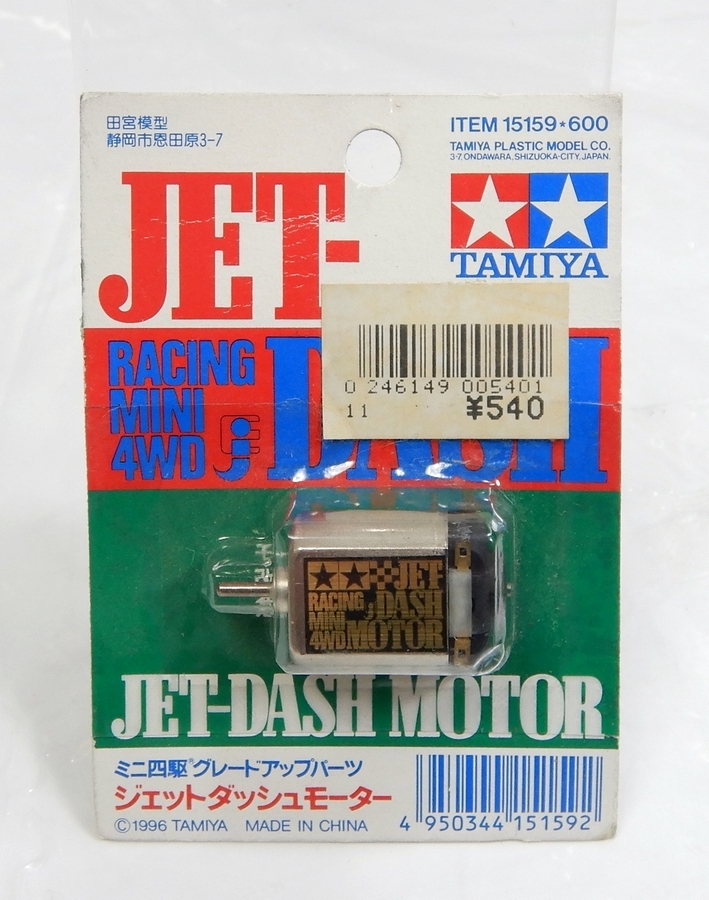 田宮模型
静岡市恩田原3-7
ITEM 15159★600
TAMIYA PLASTIC MODEL CO.
3-7, ONDAWARA, SHIZUOKA-CITY, JAPAN.
JET-
TAMIYA
RACING
MINI
4WD
DASH
0 246149 005401
11
¥540
JET
RACING
DASH
MINI
4WD
MOTOR
JET-DASH MOTOR
ミニ四駆®グレードアップパーツ
ジェットダッシュモーター
©1996 TAMIYA MADE IN CHINA
4 950344 151592